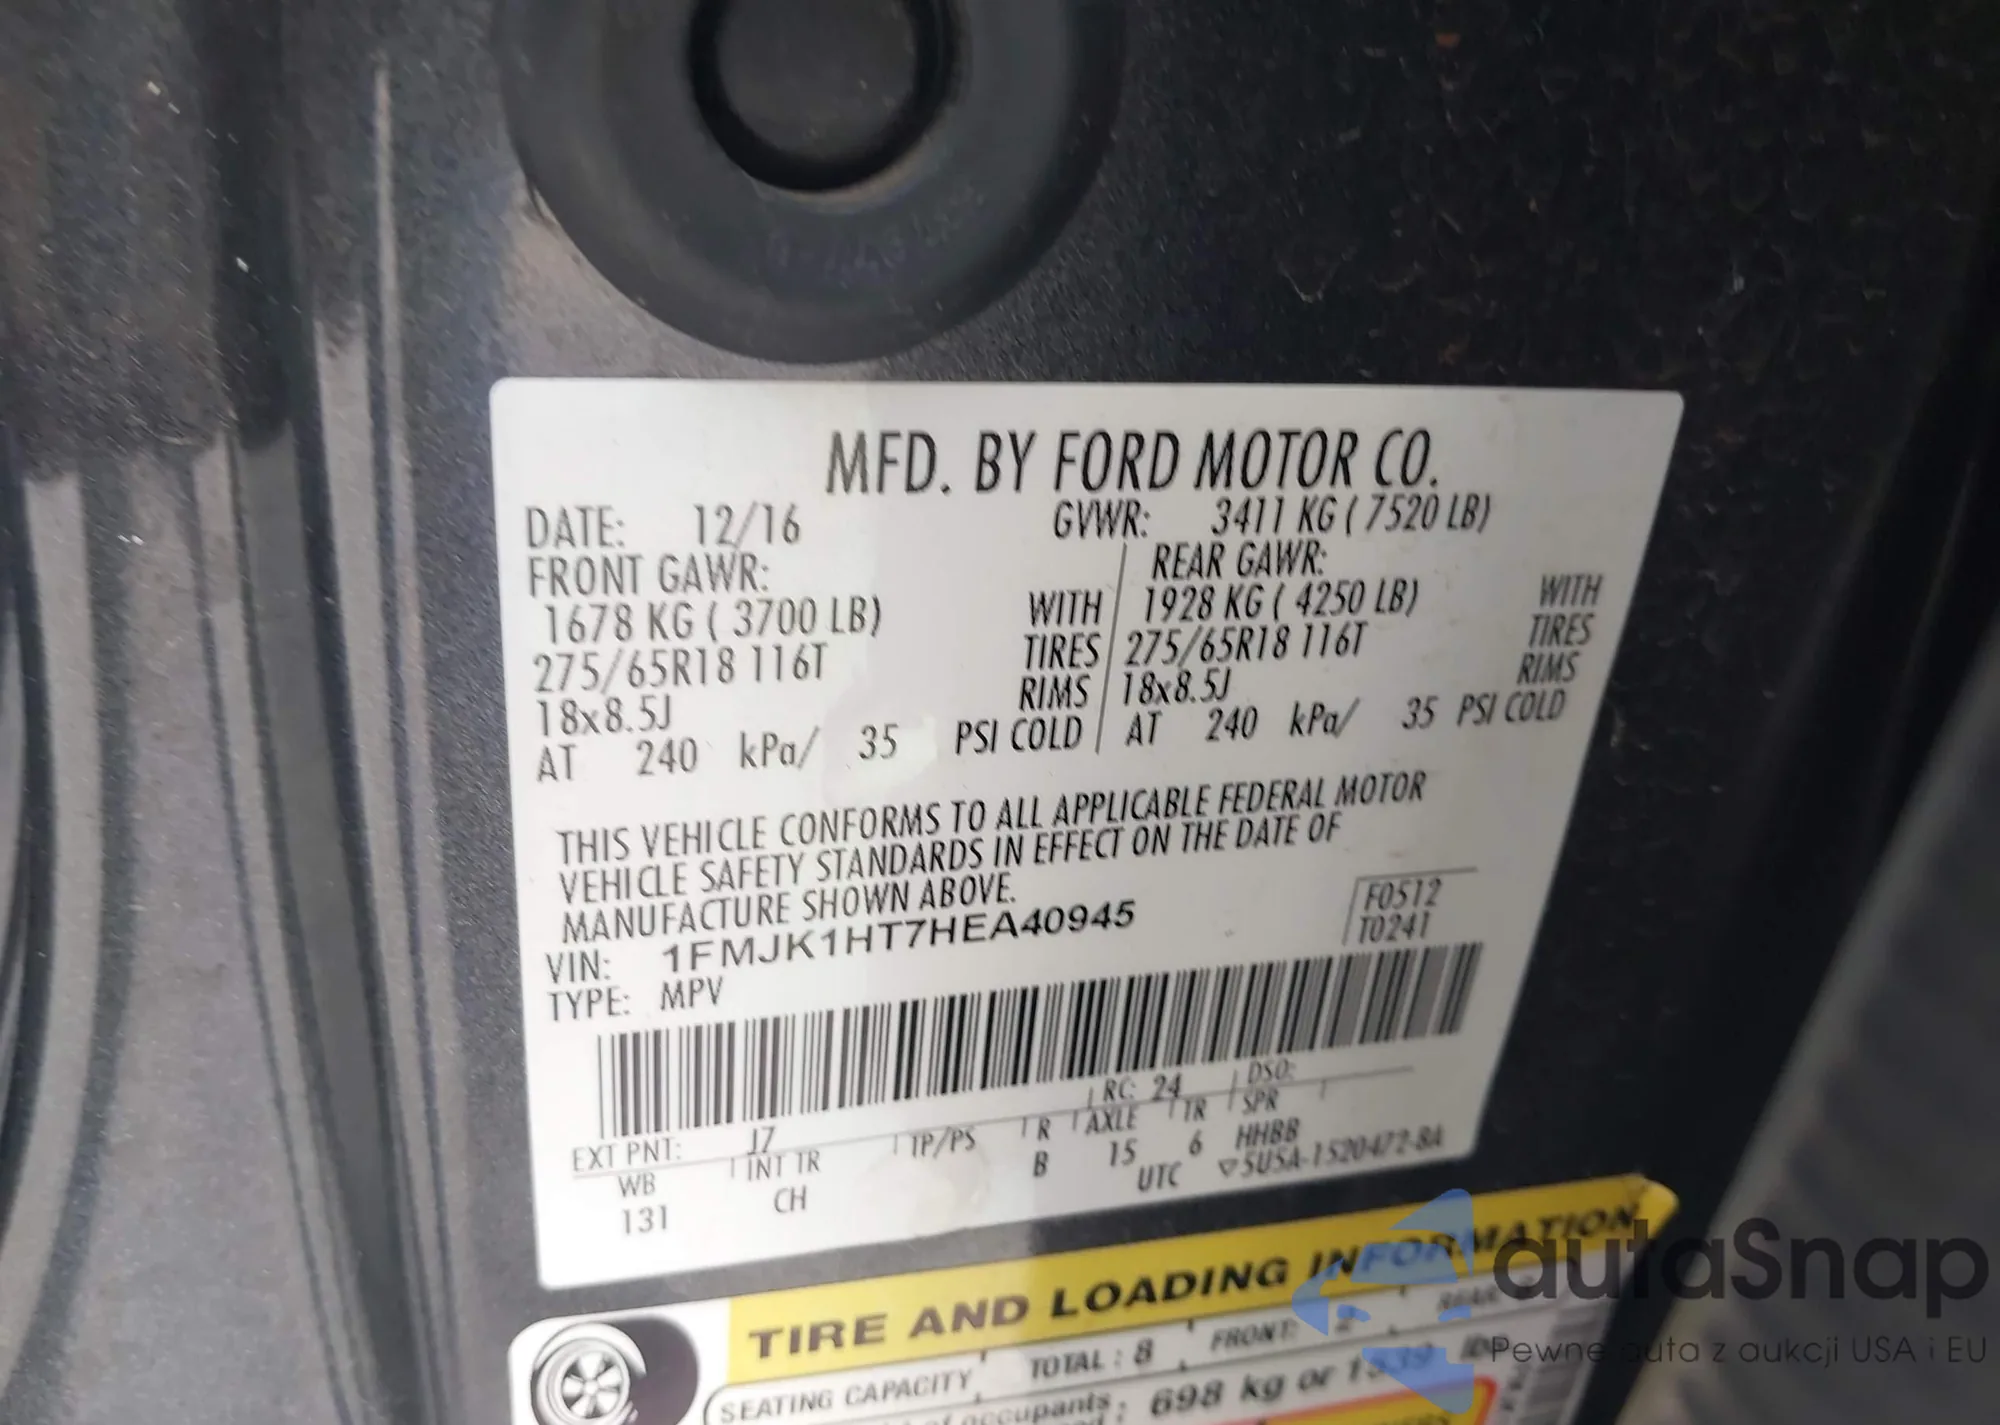 MFD. BY FORD MOTOR CO.
DATE: 12/16 GVWR: 3411 KG ( 7520 LB)
FRONT GAWR: REAR GAWR:
1678 KG ( 3700 LB) WITH 1928 KG ( 4250 LB) WITH
275/65R18 116T TIRES 275/65R18 116T TIRES
18x8.5J RIMS 18x8.5J RIMS
AT 240 kPa/ 35 PSI COLD AT 240 kPa/ 35 PSI COLD
THIS VEHICLE CONFORMS TO ALL APPLICABLE FEDERAL MOTOR
VEHICLE SAFETY STANDARDS IN EFFECT ON THE DATE OF
MANUFACTURE SHOWN ABOVE.
F0512
VIN: 1FMJK1HT7HEA40945 T0241
TYPE: MPV
EXT PNT: J7 RC: 24 DSO:
WB INT TR TP/PS R AXLE TR SPR
131 CH B 15 6 HHBB
UTC ▽5USA-1520472-BA
TIRE AND LOADING INFORMATION
SEATING CAPACITY TOTAL : 8 FRONT: 2
occupants 698 kg or
autaSnap
Pewne auta z aukcji USA i EU